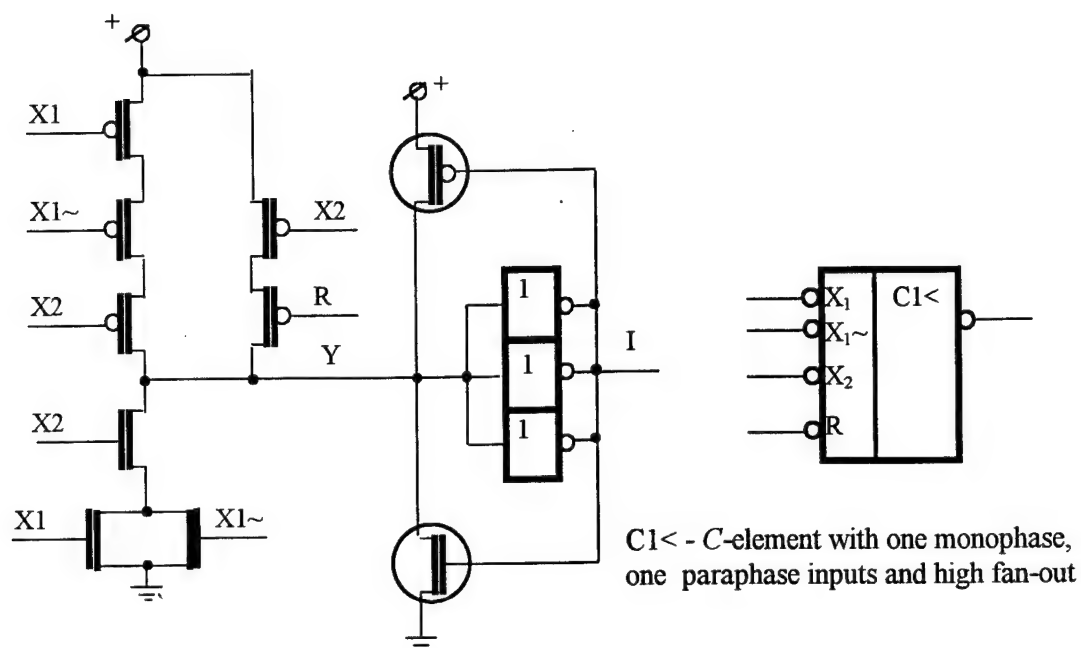 +
+
X1
X1~
X2
X2
R
Y
X2
X1
X1~
1
1
1
I
X₁ C1<
X₁~
X₂
R
C1< - C-element with one monophase,
one paraphase inputs and high fan-out